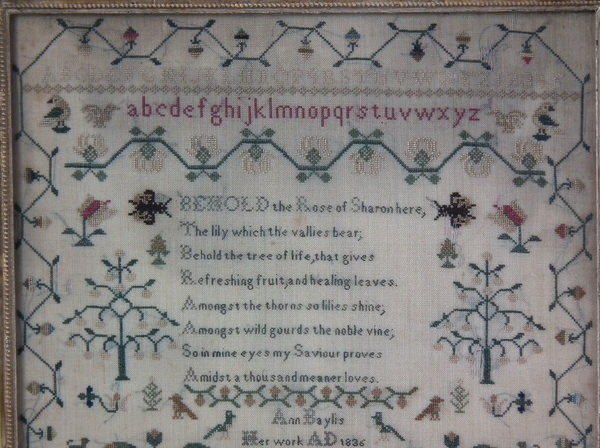 abcdefghijklmnopqrstuvwxyz
BEHOLD the Rose of Sharon here,
The lily which the vallies bear;
Behold the tree of life, that gives
Refreshing fruit, and healing leaves.
Amongst the thorns so lilies shine;
Amongst wild gourds the noble vine;
So in mine eyes my Saviour proves
Amidst a thousand meaner loves.
Ann Baylis
Her work AD 1836